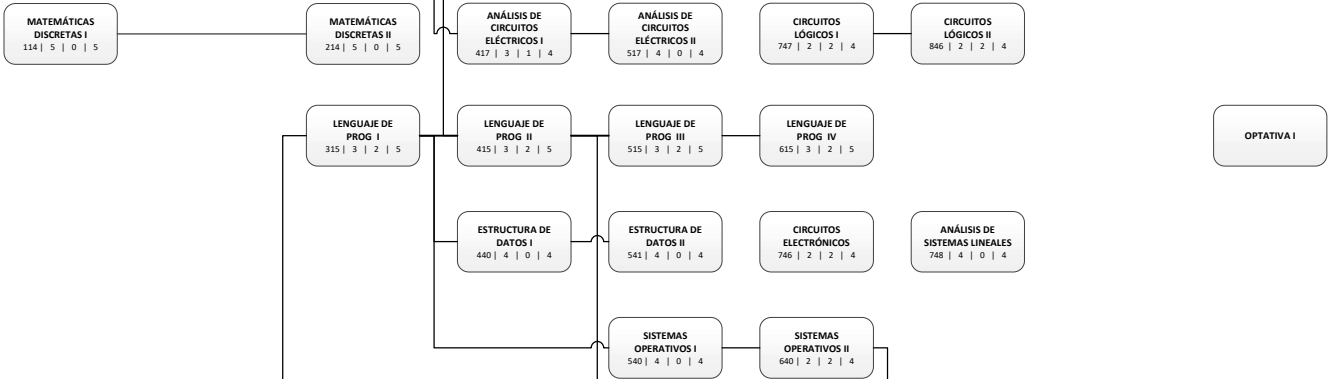 MATEMÁTICAS
DISCRETAS I
114 | 5 | 0 | 5
MATEMÁTICAS
DISCRETAS II
214 | 5 | 0 | 5
ANÁLISIS DE
CIRCUITOS
ELÉCTRICOS I
417 | 3 | 1 | 4
ANÁLISIS DE
CIRCUITOS
ELÉCTRICOS II
517 | 4 | 0 | 4
CIRCUITOS
LÓGICOS I
747 | 2 | 2 | 4
CIRCUITOS
LÓGICOS II
846 | 2 | 2 | 4
LENGUAJE DE
PROG I
315 | 3 | 2 | 5
LENGUAJE DE
PROG II
415 | 3 | 2 | 5
LENGUAJE DE
PROG III
515 | 3 | 2 | 5
LENGUAJE DE
PROG IV
615 | 3 | 2 | 5
OPTATIVA I
ESTRUCTURA DE
DATOS I
440 | 4 | 0 | 4
ESTRUCTURA DE
DATOS II
541 | 4 | 0 | 4
CIRCUITOS
ELECTRÓNICOS
746 | 2 | 2 | 4
ANÁLISIS DE
SISTEMAS LINEALES
748 | 4 | 0 | 4
SISTEMAS
OPERATIVOS I
540 | 4 | 0 | 4
SISTEMAS
OPERATIVOS II
640 | 2 | 2 | 4